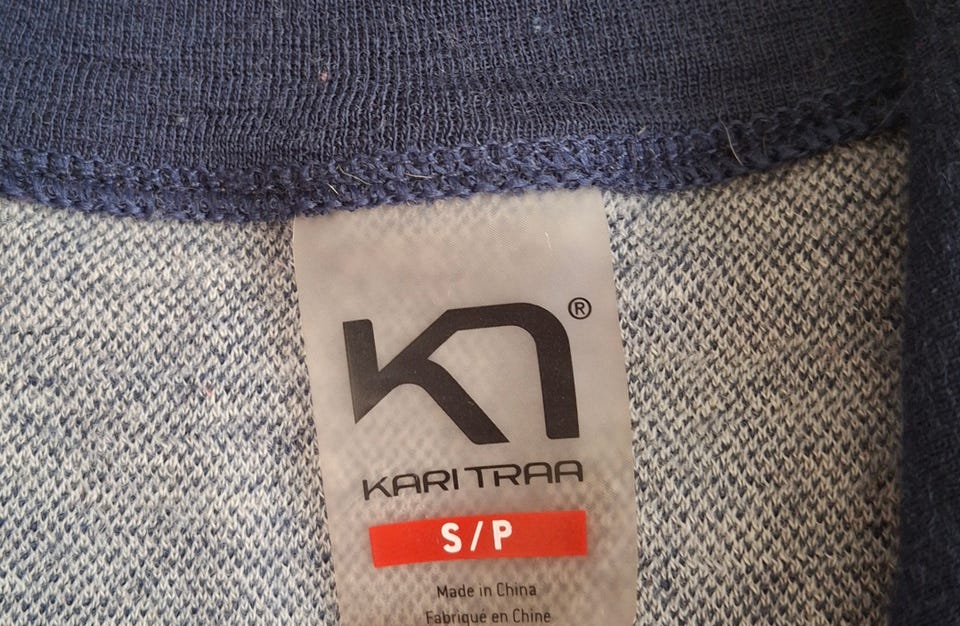 ®
KARI TRAA
S/P
Made in China
Fabriqué en Chine